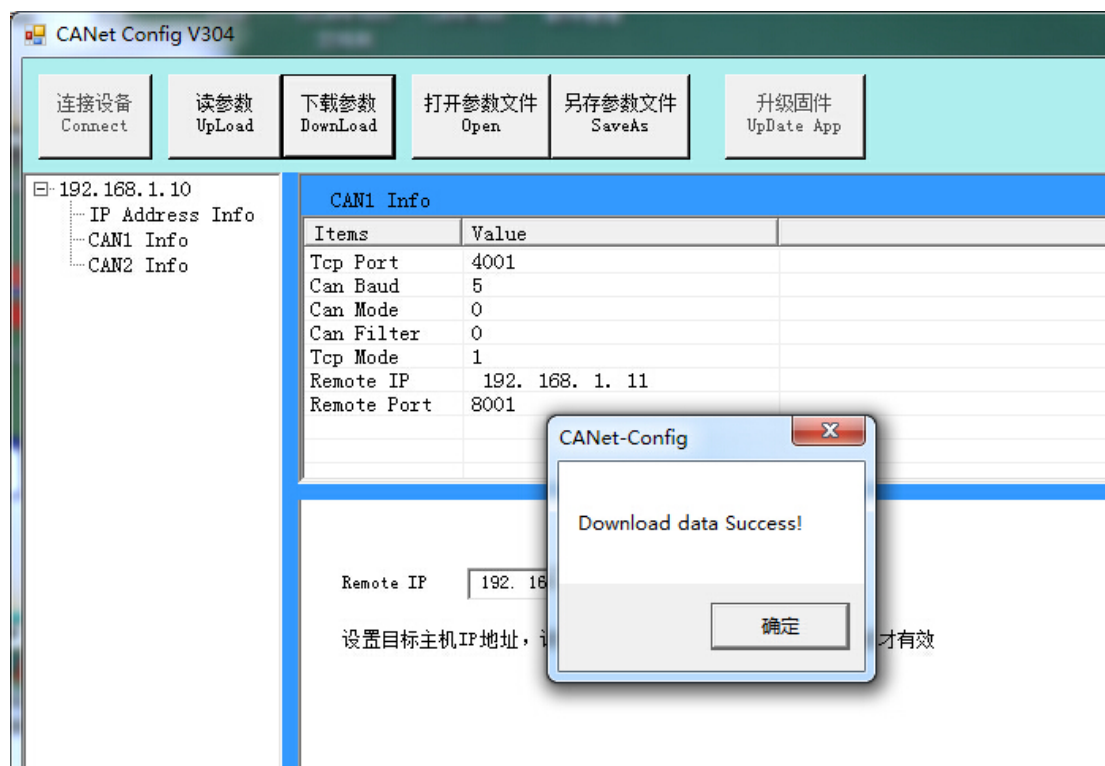 CANet Config V304
连接设备
Connect
读参数
UpLoad
下载参数
DownLoad
打开参数文件
Open
另存参数文件
SaveAs
升级固件
UpDate App
192.168.1.10
IP Address Info
CAN1 Info
CAN2 Info
CAN1 Info
Items Value
Tcp Port 4001
Can Baud 5
Can Mode 0
Can Filter 0
Tcp Mode 1
Remote IP 192. 168. 1. 11
Remote Port 8001
CANet-Config
Download data Success!
确定
Remote IP 192. 16
设置目标主机IP地址，
才有效